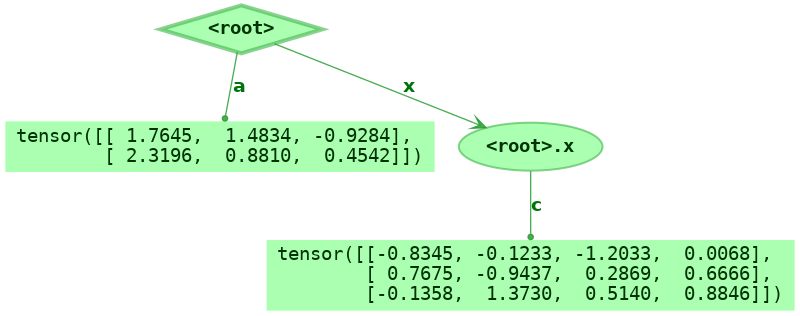 <root>
a
x
tensor([[ 1.7645,  1.4834, -0.9284],
        [ 2.3196,  0.8810,  0.4542]])
<root>.x
c
tensor([[-0.8345, -0.1233, -1.2033,  0.0068],
        [ 0.7675, -0.9437,  0.2869,  0.6666],
        [-0.1358,  1.3730,  0.5140,  0.8846]])